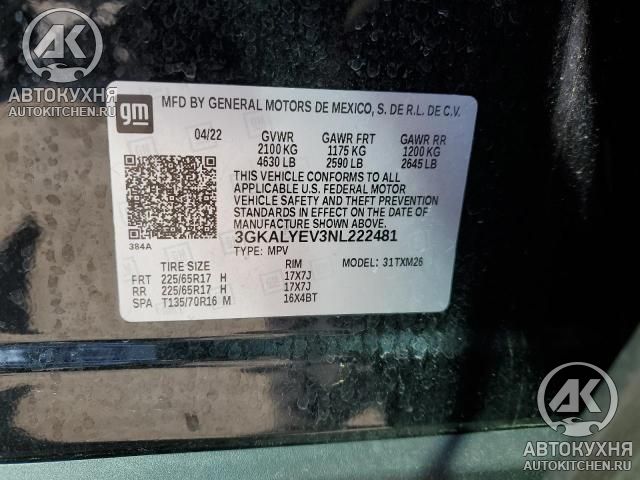 AK
АВТОКУХНЯ
AUTOKITCHEN.RU
gm
MFD BY GENERAL MOTORS DE MEXICO, S. DE R.L. DE C.V.
04/22 GVWR GAWR FRT GAWR RR
2100 KG 1175 KG 1200 KG
4630 LB 2590 LB 2645 LB
THIS VEHICLE CONFORMS TO ALL
APPLICABLE U.S. FEDERAL MOTOR
VEHICLE SAFETY AND THEFT PREVENTION
STANDARDS IN EFFECT ON THE DATE OF
MANUFACTURE SHOWN ABOVE.
384A
3GKALYEV3NL222481
TYPE: MPV MODEL: 31TXM26
TIRE SIZE RIM
FRT 225/65R17 H 17X7J
RR 225/65R17 H 17X7J
SPA T135/70R16 M 16X4BT
AK
АВТОКУХНЯ
AUTOKITCHEN.RU